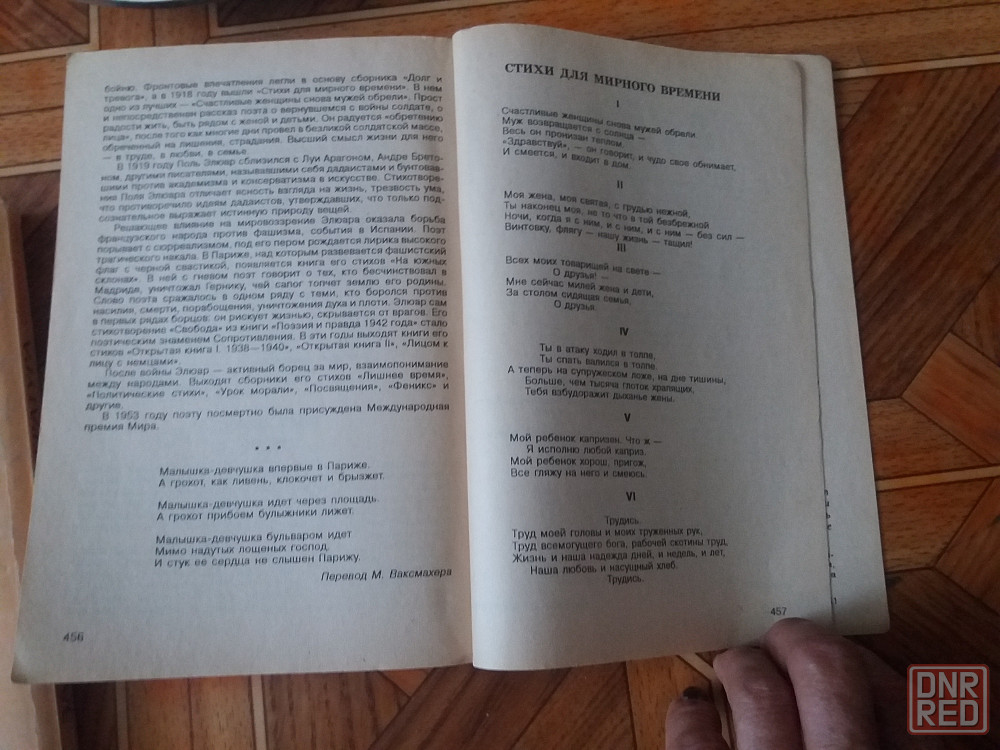 бойню. Фронтовые впечатления легли в основу сборника «Долг и
тревога», а в 1918 году вышли «Стихи для мирного времени». В нем
одно из лучших — «Счастливые женщины снова мужей обрели». Прост
и непосредственен рассказ поэта о вернувшемся с войны солдате, о
радости жить, быть рядом с женой и детьми. Он радуется «обретению
лица», после того как многие дни провел в безликой солдатской массе,
обреченный на лишения, страдания. Высший смысл жизни для него
— в труде, в любви, в семье.
В 1919 году Поль Элюар сблизился с Луи Арагоном, Андре Брето-
ном, другими писателями, называвшими себя дадаистами и бунтовав-
шими против академизма и консерватизма в искусстве. Стихотворе-
ния Поля Элюара отличает ясность взгляда на жизнь, трезвость ума,
что противоречило идеям дадаистов, утверждавших, что только под-
сознательное выражает истинную природу вещей.
Решающее влияние на мировоззрение Элюара оказала борьба
французского народа против фашизма, события в Испании. Поэт
порывает с сюрреализмом, под его пером рождается лирика высокого
трагического накала. В Париже, над которым развевается фашистский
флаг с черной свастикой, появляется книга его стихов «На южных
склонах». В ней с гневом поэт говорит о тех, кто бесчинствовал в
Мадриде, уничтожал Гернику, чей сапог топчет землю его родины.
Слово поэта сражалось в одном ряду с теми, кто боролся против
насилия, смерти, порабощения, уничтожения духа и плоти. Элюар сам
в первых рядах борцов: он рискует жизнью, скрывается от врагов. Его
стихотворение «Свобода» из книги «Поэзия и правда 1942 года» стало
поэтическим знаменем Сопротивления. В эти годы выходят книги его
стихов «Открытая книга I. 1938—1940», «Открытая книга II», «Лицом к
лицу с немцами».
После войны Элюар — активный борец за мир, взаимопонимание
между народами. Выходят сборники его стихов «Лишнее время»,
«Политические стихи», «Урок морали», «Посвящения», «Феникс» и
другие.
В 1953 году поэту посмертно была присуждена Международная
премия Мира.
* * *
Малышка-девчушка впервые в Париже.
А грохот, как ливень, клокочет и брызжет.
Малышка-девчушка идет через площадь.
А грохот прибоем булыжники лижет.
Малышка-девчушка бульваром идет
Мимо надутых лощеных господ.
И стук ее сердца не слышен Парижу.
Перевод М. Ваксмахера
456
СТИХИ ДЛЯ МИРНОГО ВРЕМЕНИ
I
Счастливые женщины снова мужей обрели.
Муж возвращается с солнца —
Весь он пронизан теплом.
«Здравствуй», — он говорит, и чудо свое обнимает,
И смеется, и входит в дом.
II
Моя жена, моя святая, с грудью нежной,
Ты наконец моя, не то что в той безбрежной
Ночи, когда я с ним, и с ним, и с ним — без сил —
Винтовку, флягу — нашу жизнь — тащил!
III
Всех моих товарищей на свете —
О друзья! —
Мне сейчас милей жена и дети,
За столом сидящая семья,
О друзья.
IV
Ты в атаку ходил в толпе,
Ты спать валился в толпе.
А теперь на супружеском ложе, на дне тишины,
Больше, чем тысяча глоток храпящих,
Тебя взбудоражит дыханье жены.
V
Мой ребенок капризен. Что ж —
Я исполню любой каприз.
Мой ребенок хорош, пригож,
Все гляжу на него и смеюсь.
VI
Трудись.
Труд моей головы и моих труженных рук,
Труд всемогущего бога, рабочей скотины труд,
Жизнь и наша надежда дней, и недель, и лет,
Наша любовь и насущный хлеб.
Трудись.
457
DNR
RED